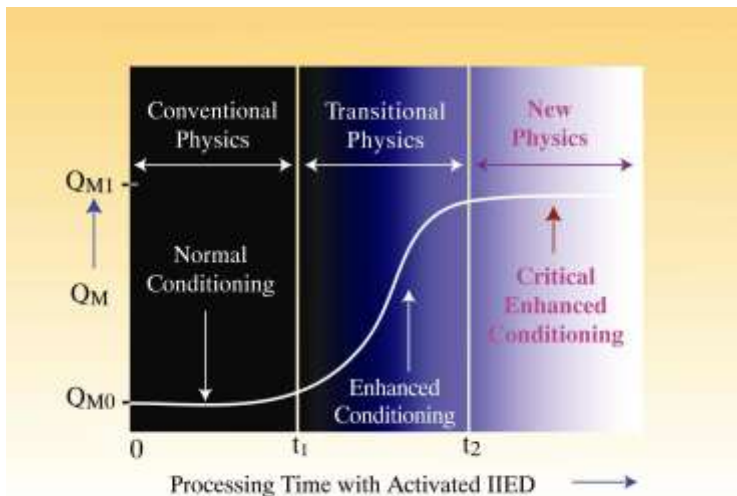 Conventional
Physics
Transitional
Physics
New
Physics
QM1
Normal
Conditioning
QM
Critical
Enhanced
Conditioning
Enhanced
Conditioning
QM0
0
t1
t2
Processing Time with Activated IIED